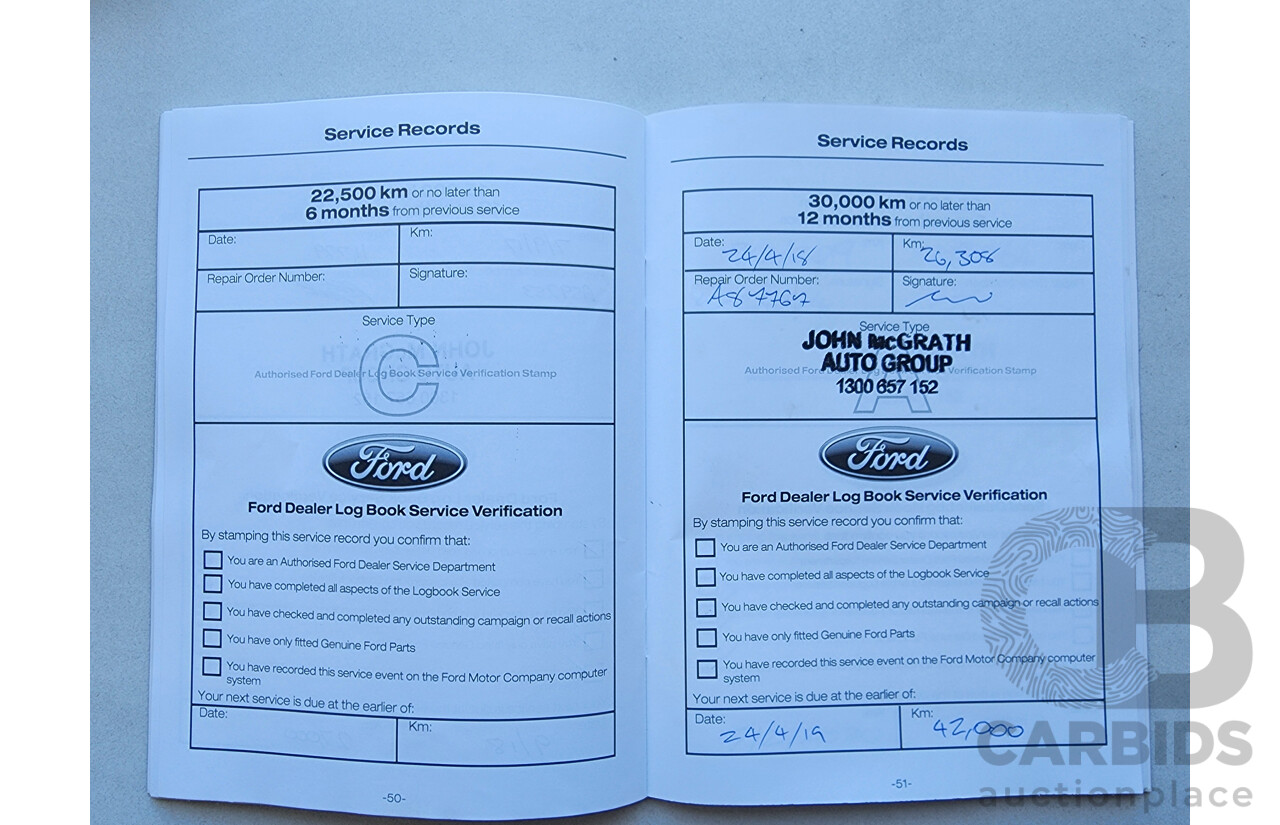 Service Records
22,500 km or no later than
6 months from previous service
Date:
Km:
Repair Order Number:
Signature:
Service Type
C
Authorised Ford Dealer Log Book Service Verification Stamp
Ford
Ford Dealer Log Book Service Verification
By stamping this service record you confirm that:
You are an Authorised Ford Dealer Service Department
You have completed all aspects of the Logbook Service
You have checked and completed any outstanding campaign or recall actions
You have only fitted Genuine Ford Parts
You have recorded this service event on the Ford Motor Company computer
system
Your next service is due at the earlier of:
Date:
Km:
-50-
Service Records
30,000 km or no later than
12 months from previous service
Date: 24/4/18
Km: 26,308
Repair Order Number: A87767
Signature:
Service Type
JOHN McGRATH
AUTO GROUP
1300 657 152
A
Authorised Ford Verification Stamp
Ford
Ford Dealer Log Book Service Verification
By stamping this service record you confirm that:
You are an Authorised Ford Dealer Service Department
You have completed all aspects of the Logbook Service
You have checked and completed any outstanding campaign or recall actions
You have only fitted Genuine Ford Parts
You have recorded this service event on the Ford Motor Company computer
system
Your next service is due at the earlier of:
Date: 24/4/19
Km: 42,000
-51-
CB
CARBIDS
auctionplace